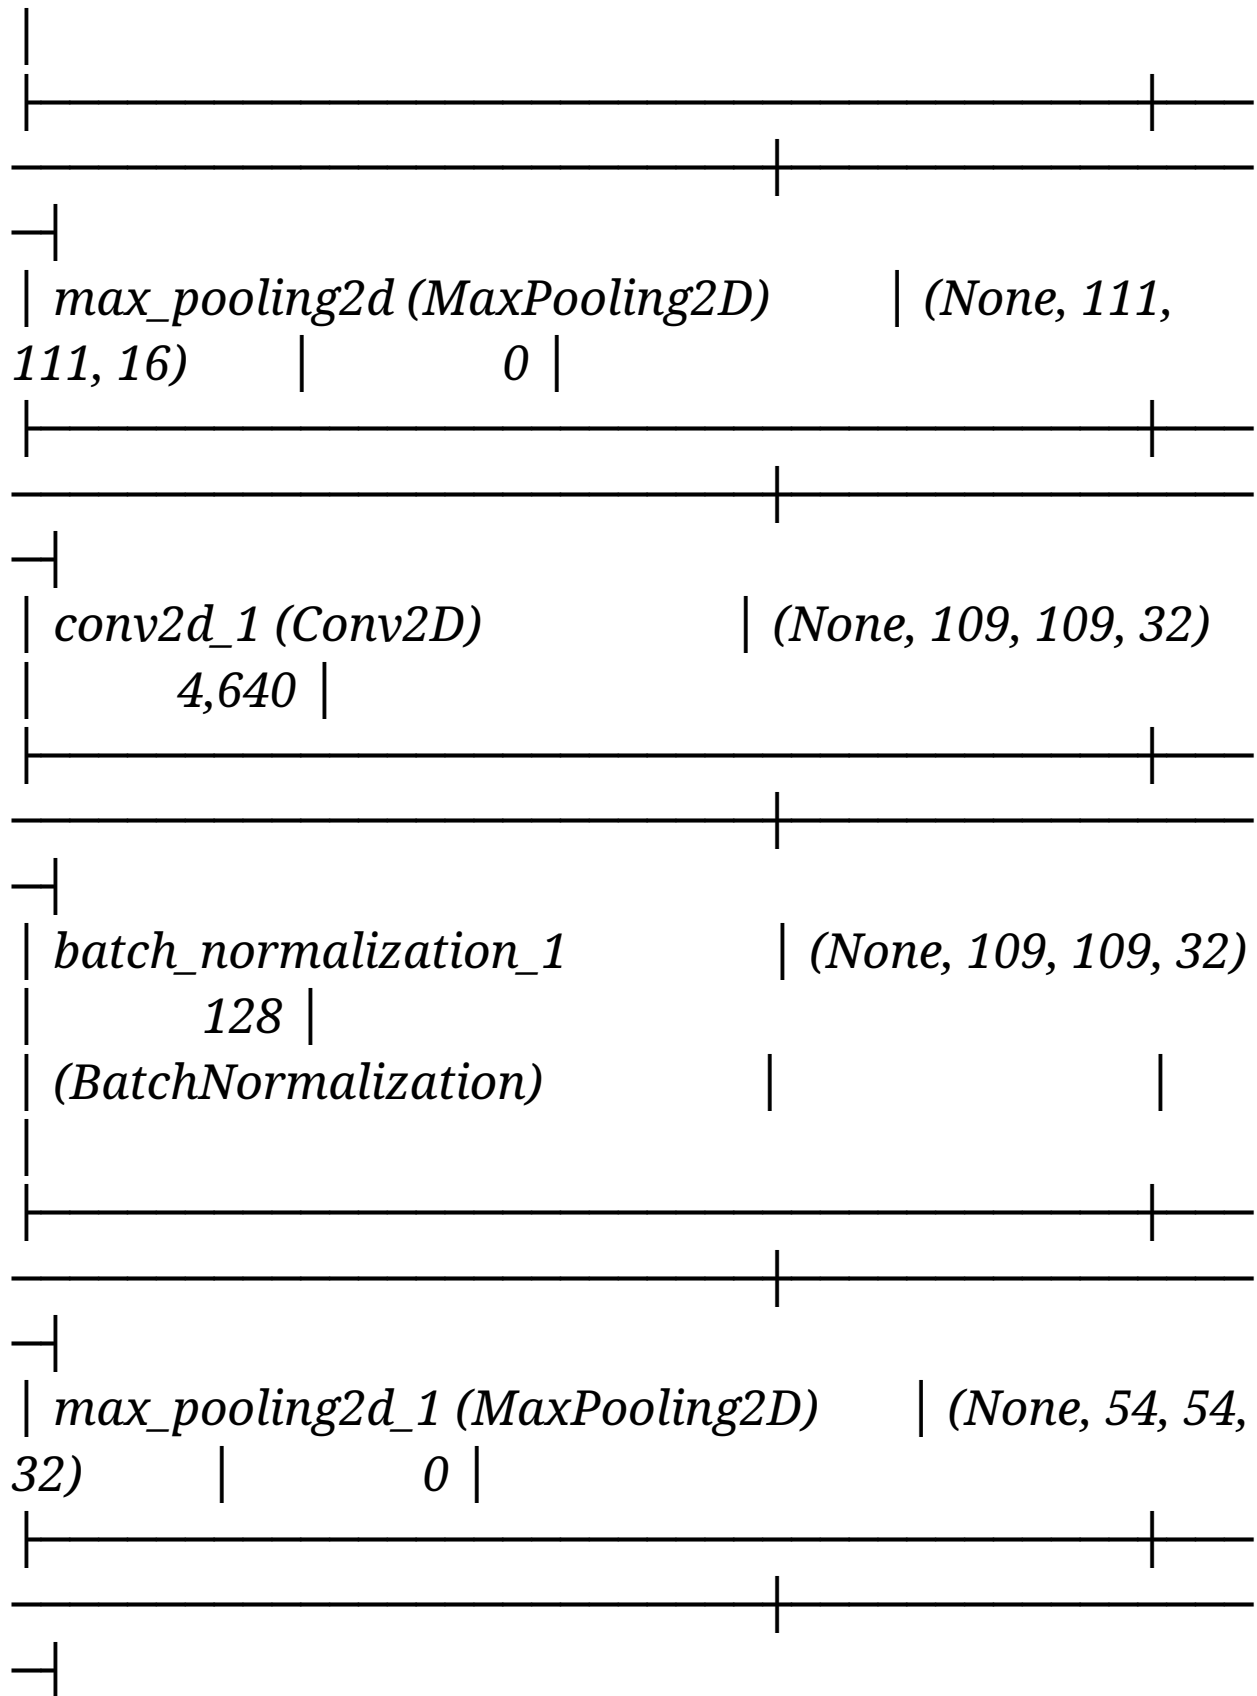 │
├───────────────────────────────────────┼───
──────────────────────────┼────────────────
─┤
│ max_pooling2d (MaxPooling2D)         │ (None, 111,
111, 16)        │               0 │
├───────────────────────────────────────┼───
──────────────────────────┼────────────────
─┤
│ conv2d_1 (Conv2D)                    │ (None, 109, 109, 32)
│           4,640 │
├───────────────────────────────────────┼───
──────────────────────────┼────────────────
─┤
│ batch_normalization_1                │ (None, 109, 109, 32)
│             128 │
│ (BatchNormalization)                 │                             │
│
├───────────────────────────────────────┼───
──────────────────────────┼────────────────
─┤
│ max_pooling2d_1 (MaxPooling2D)       │ (None, 54, 54,
32)          │               0 │
├───────────────────────────────────────┼───
──────────────────────────┼────────────────
─┤